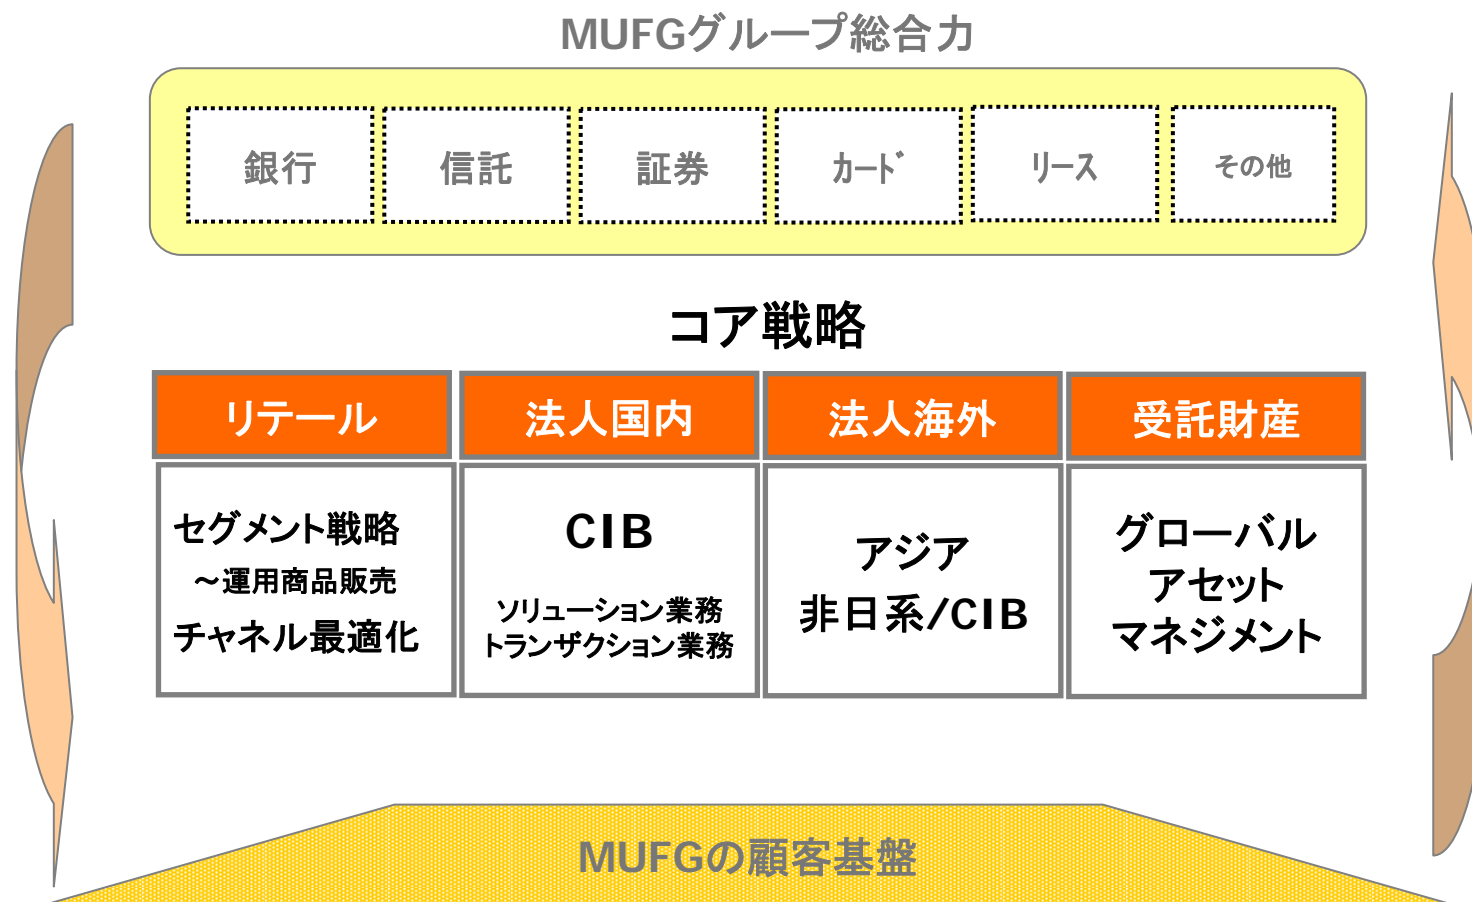 MUFGグループ総合力
銀行
信託
証券
ｶｰﾄﾞ
ﾘｰｽ
その他
コア戦略
リテール
法人国内
法人海外
受託財産
セグメント戦略
～運用商品販売
チャネル最適化
CIB
ソリューション業務
トランザクション業務
アジア
非日系/CIB
グローバル
アセット
マネジメント
MUFGの顧客基盤